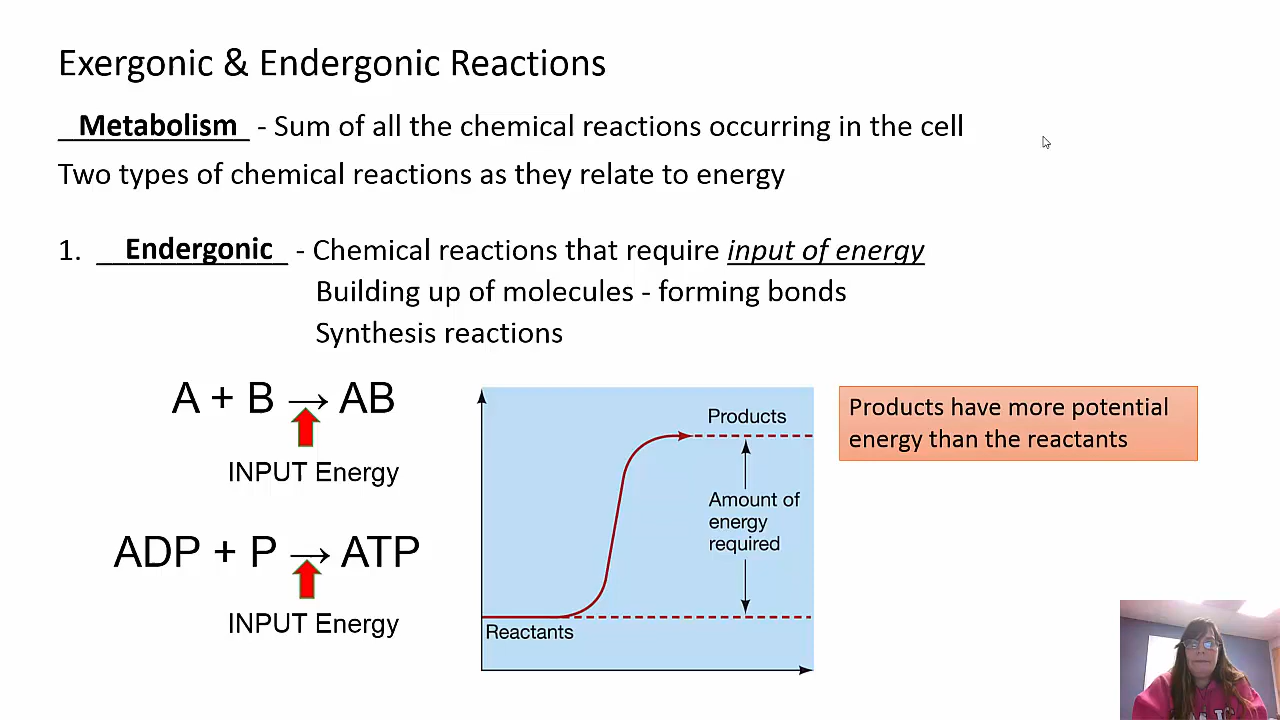 Exergonic & Endergonic Reactions
Metabolism - Sum of all the chemical reactions occurring in the cell
Two types of chemical reactions as they relate to energy
1. Endergonic - Chemical reactions that require input of energy
Building up of molecules - forming bonds
Synthesis reactions
A + B → AB
INPUT Energy
ADP + P → ATP
INPUT Energy
Products
Amount of
energy
required
Reactants
Products have more potential
energy than the reactants